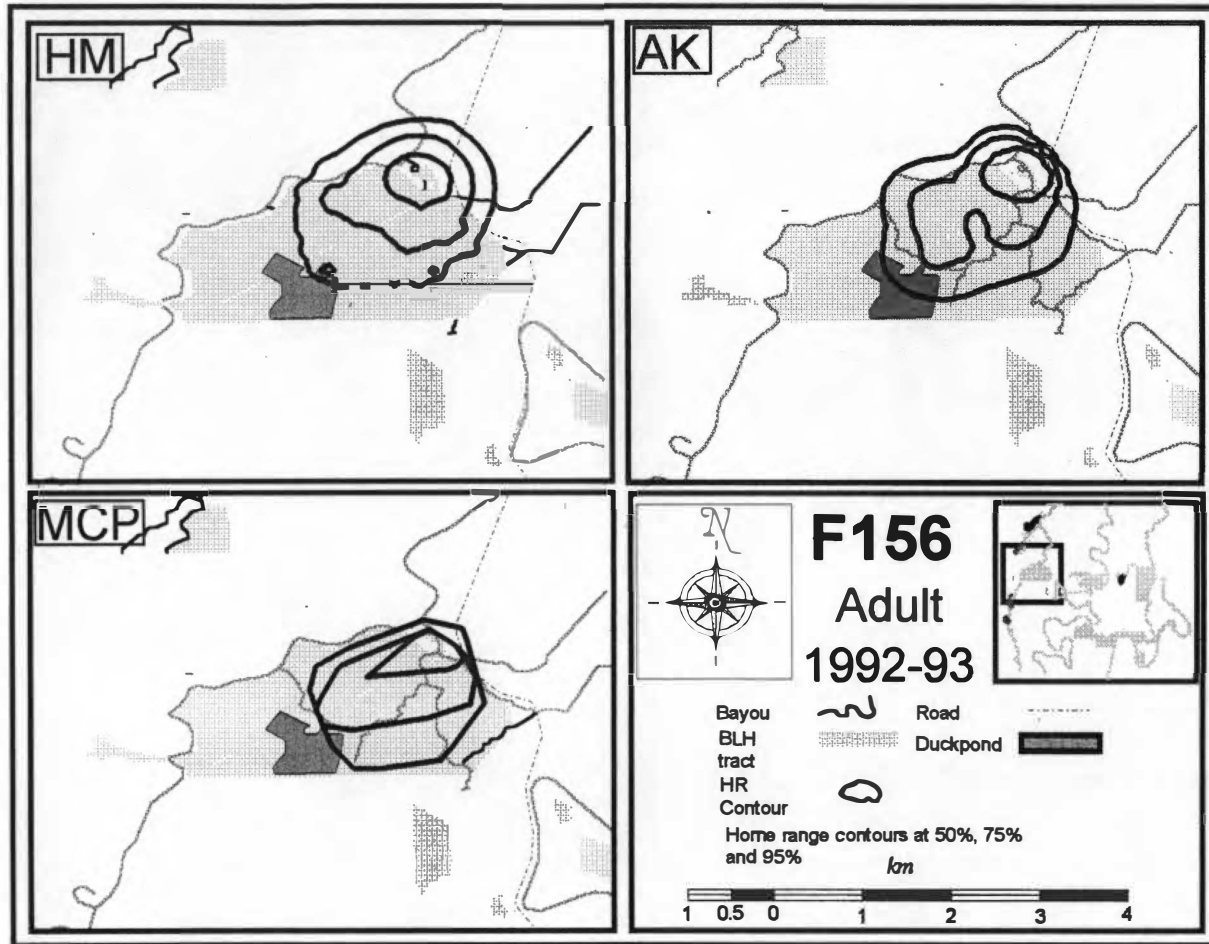 HM
AK
MCP
N
F156
Adult
1992-93
Bayou
Road
BLH
tract
Duckpond
HR
Contour
Home range contours at 50%, 75%
and 95%
km
1 0.5 0 1 2 3 4